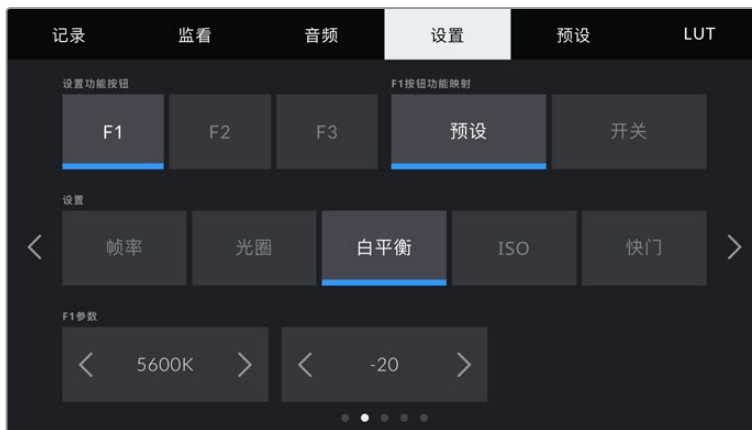 记录 监看 音频 设置 预设 LUT
设置功能按钮 F1按钮功能映射
F1 F2 F3 预设 开关
设置
帧率 光圈 白平衡 ISO 快门
F1参数
5600K -20